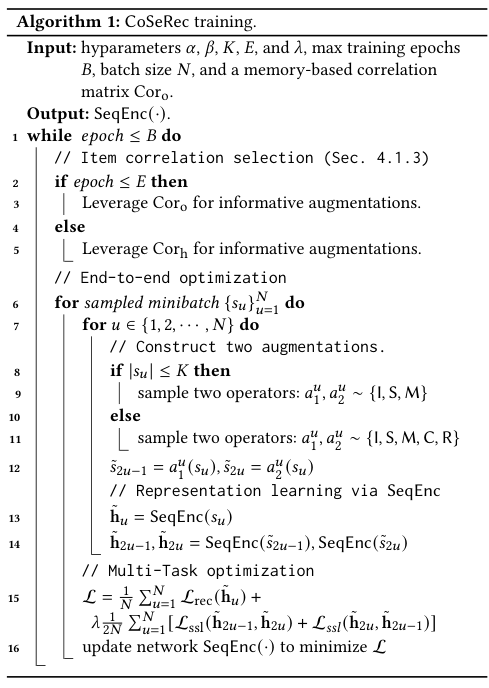 Algorithm 1: CoSeRec training.
Input: hyparameters α, β, K, E, and λ, max training epochs
B, batch size N, and a memory-based correlation
matrix Cor_o.
Output: SeqEnc(·).
1 while epoch ≤ B do
// Item correlation selection (Sec. 4.1.3)
2 if epoch ≤ E then
3 Leverage Cor_o for informative augmentations.
4 else
5 Leverage Cor_h for informative augmentations.
// End-to-end optimization
6 for sampled minibatch {s_u}_{u=1}^N do
7 for u ∈ {1, 2, ··· , N} do
// Construct two augmentations.
8 if |s_u| ≤ K then
9 sample two operators: a_1^u, a_2^u ∼ {I, S, M}
10 else
11 sample two operators: a_1^u, a_2^u ∼ {I, S, M, C, R}
12 s̃_{2u−1} = a_1^u(s_u), s̃_{2u} = a_2^u(s_u)
// Representation learning via SeqEnc
13 h̃_u = SeqEnc(s_u)
14 h̃_{2u−1}, h̃_{2u} = SeqEnc(s̃_{2u−1}), SeqEnc(s̃_{2u})
// Multi-Task optimization
15 ℒ = 1/N ∑_{u=1}^N ℒ_rec(h̃_u) +
λ 1/2N ∑_{u=1}^N [ℒ_ssl(h̃_{2u−1}, h̃_{2u}) + ℒ_ssl(h̃_{2u}, h̃_{2u−1})]
16 update network SeqEnc(·) to minimize ℒ